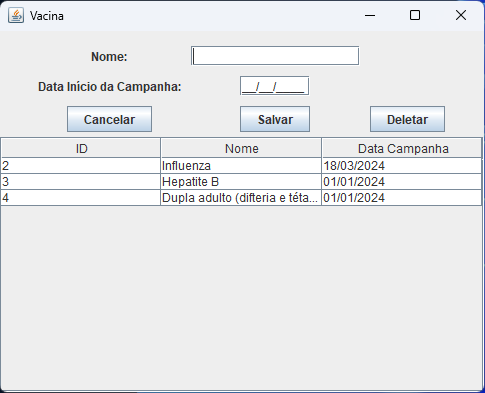 Vacina
Nome:
Data Início da Campanha: __/__/____
Cancelar Salvar Deletar
ID Nome Data Campanha
2 Influenza 18/03/2024
3 Hepatite B 01/01/2024
4 Dupla adulto (difteria e téta... 01/01/2024